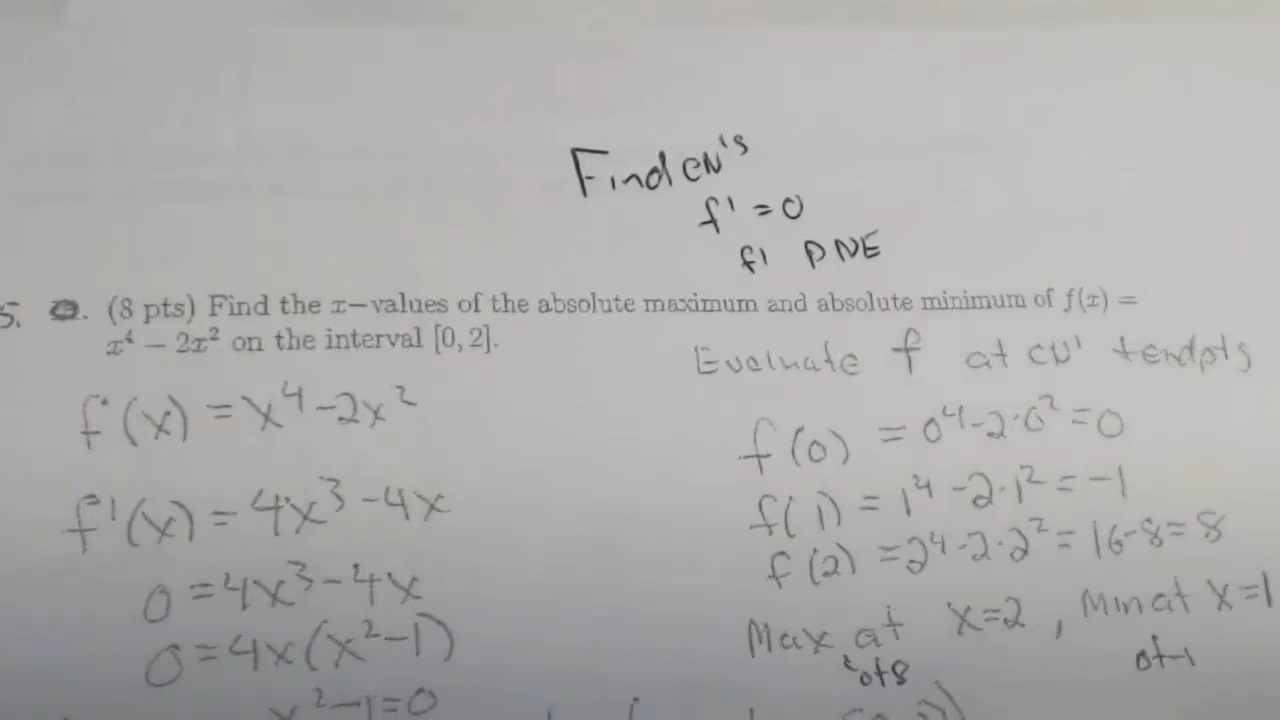 Find CN's
f' = 0
f' DNE
5. (8 pts) Find the x−values of the absolute maximum and absolute minimum of f(x) =
x⁴ − 2x² on the interval [0, 2].
f(x) = x⁴ - 2x²
f'(x) = 4x³ - 4x
0 = 4x³ - 4x
0 = 4x(x² - 1)
x² - 1 = 0
Evaluate f at CN' + endpts
f(0) = 0⁴ - 2·0² = 0
f(1) = 1⁴ - 2·1² = -1
f(2) = 2⁴ - 2·2² = 16 - 8 = 8
Max at x=2, Min at x=1
of 8 of -1